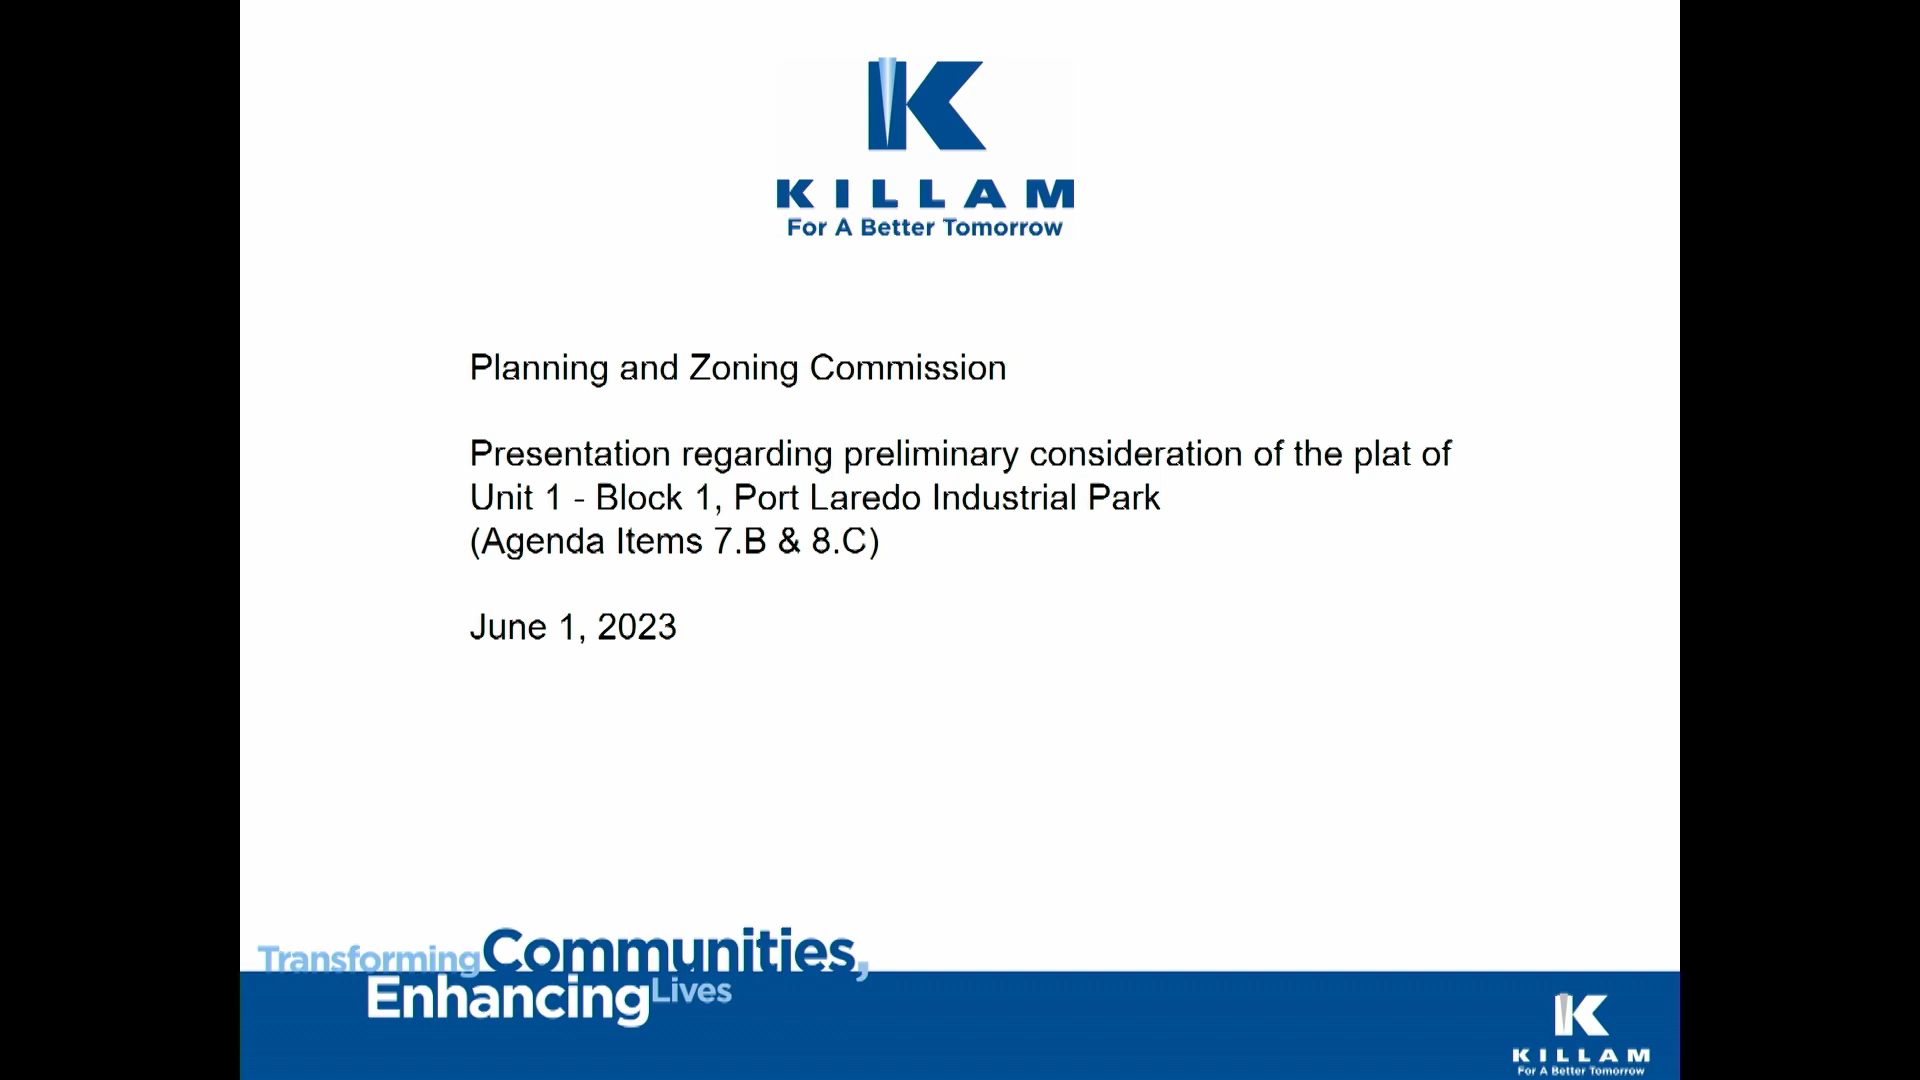 KILLAM
For A Better Tomorrow
Planning and Zoning Commission
Presentation regarding preliminary consideration of the plat of
Unit 1 - Block 1, Port Laredo Industrial Park
(Agenda Items 7.B & 8.C)
June 1, 2023
Transforming Communities,
Enhancing Lives
KILLAM
For A Better Tomorrow